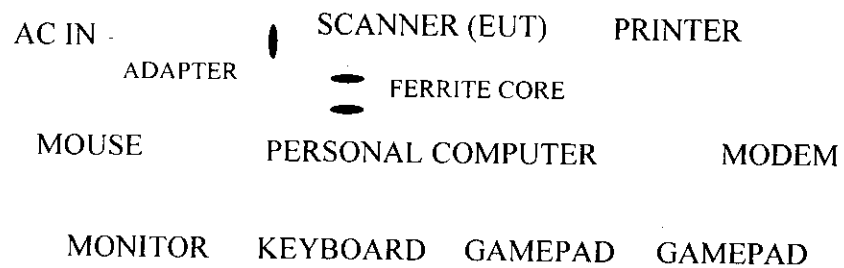 AC IN
SCANNER (EUT)
PRINTER
ADAPTER
FERRITE CORE
MOUSE
PERSONAL COMPUTER
MODEM
MONITOR
KEYBOARD
GAMEPAD
GAMEPAD